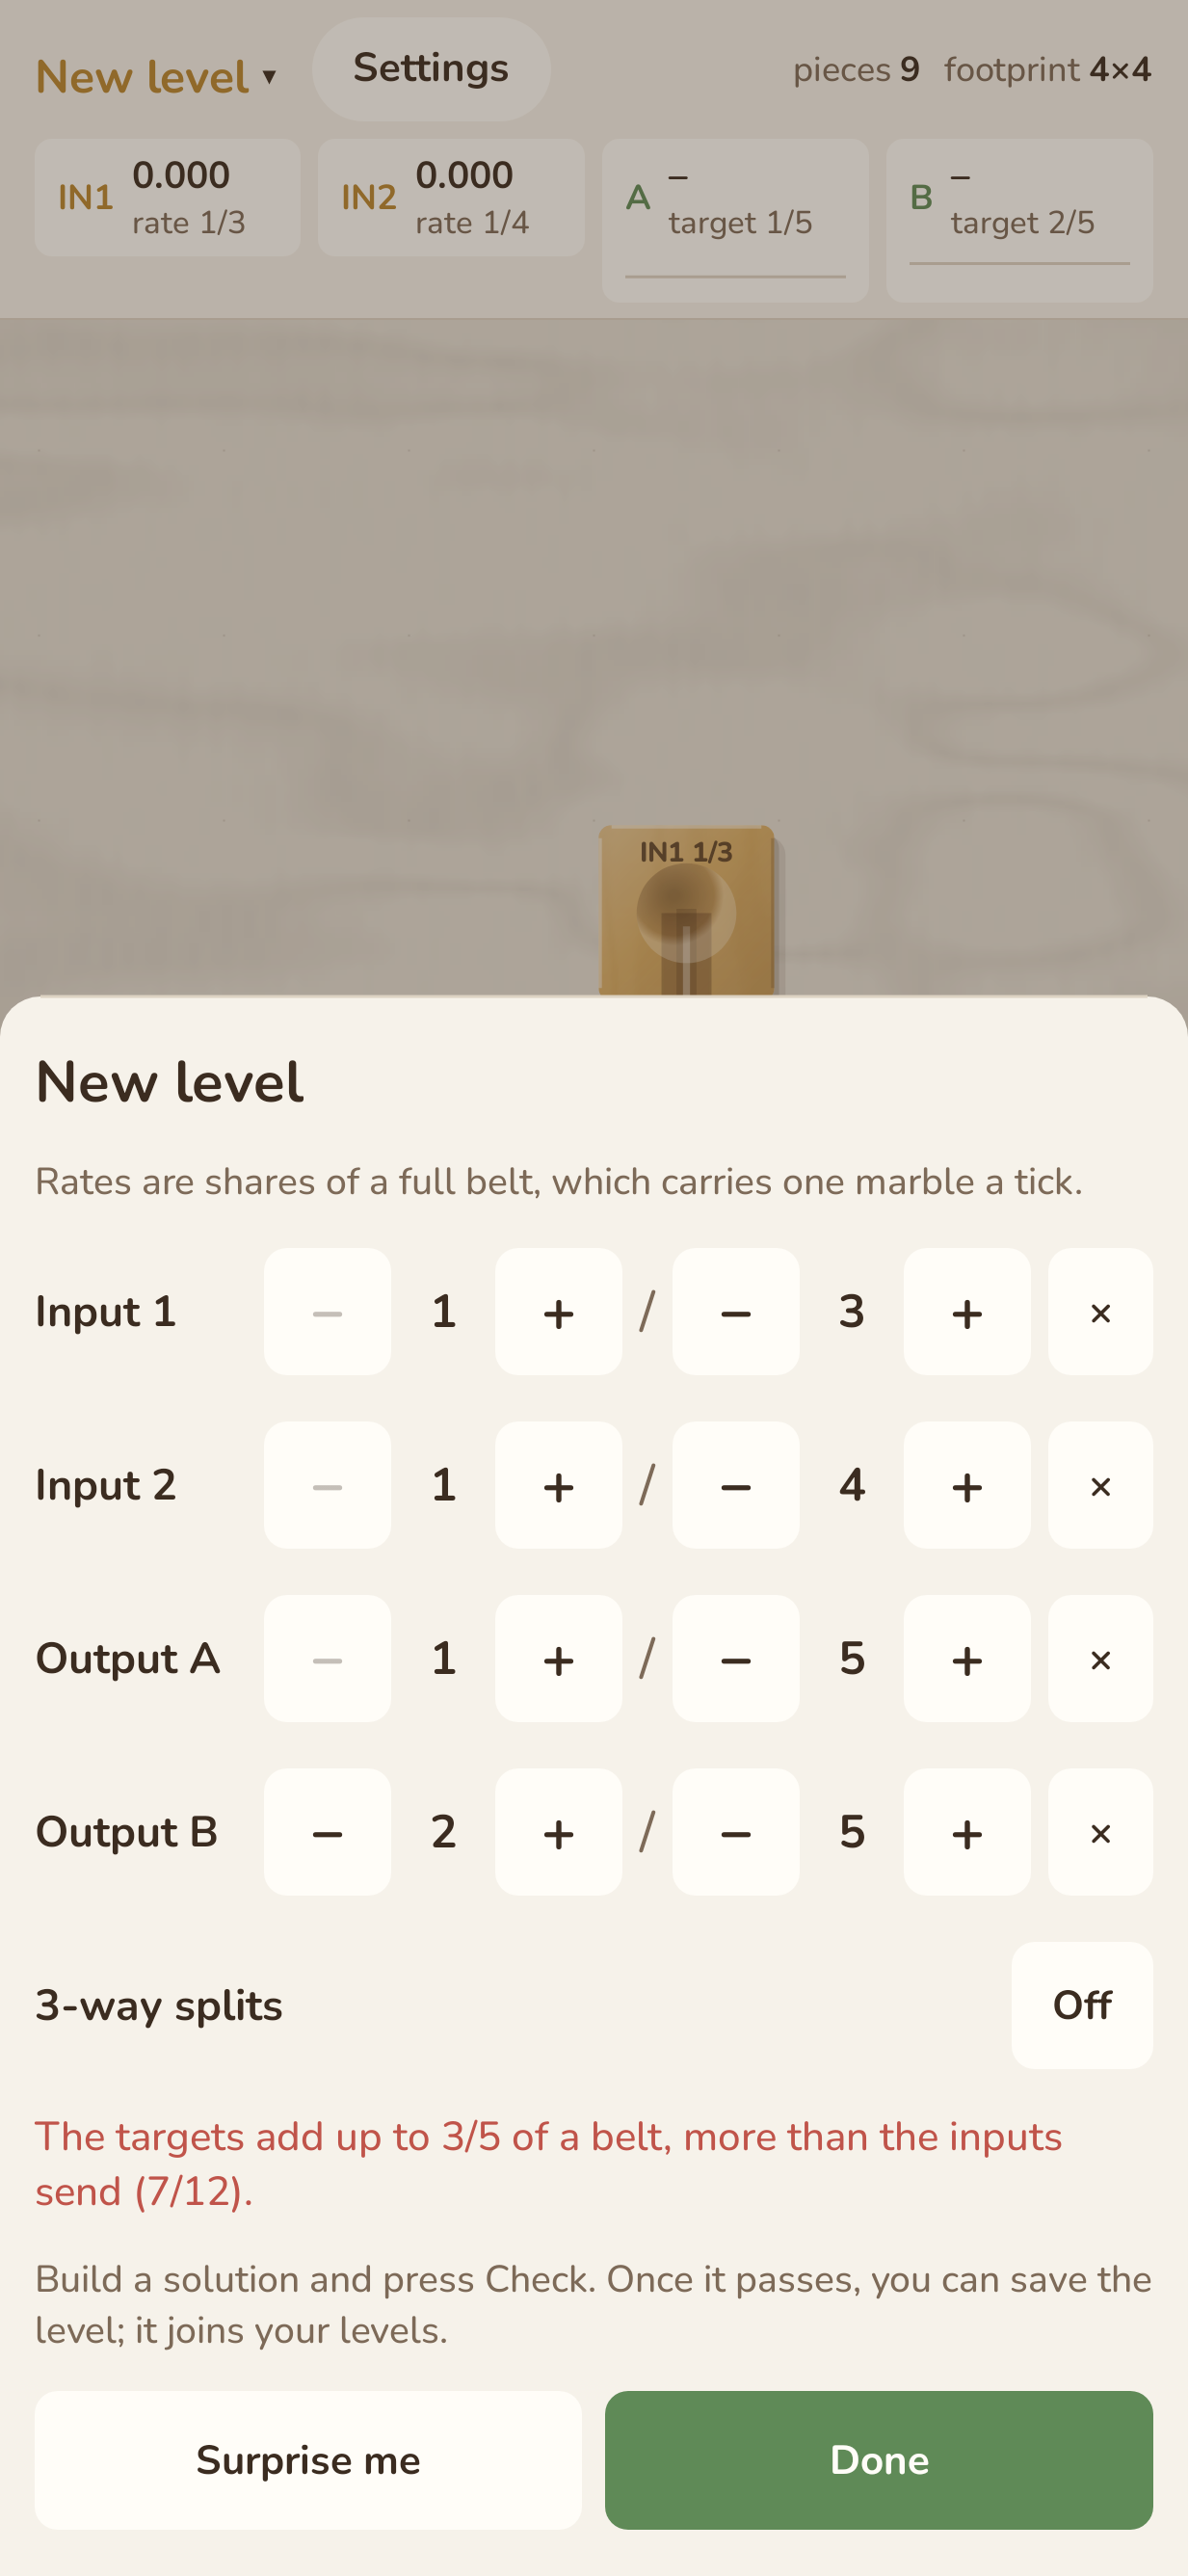 New level ▾ Settings pieces 9 footprint 4×4
IN1 0.000 rate 1/3
IN2 0.000 rate 1/4
A – target 1/5
B – target 2/5
IN1 1/3
New level
Rates are shares of a full belt, which carries one marble a tick.
Input 1 − 1 + / − 3 + ×
Input 2 − 1 + / − 4 + ×
Output A − 1 + / − 5 + ×
Output B − 2 + / − 5 + ×
3-way splits Off
The targets add up to 3/5 of a belt, more than the inputs
send (7/12).
Build a solution and press Check. Once it passes, you can save the
level; it joins your levels.
Surprise me Done